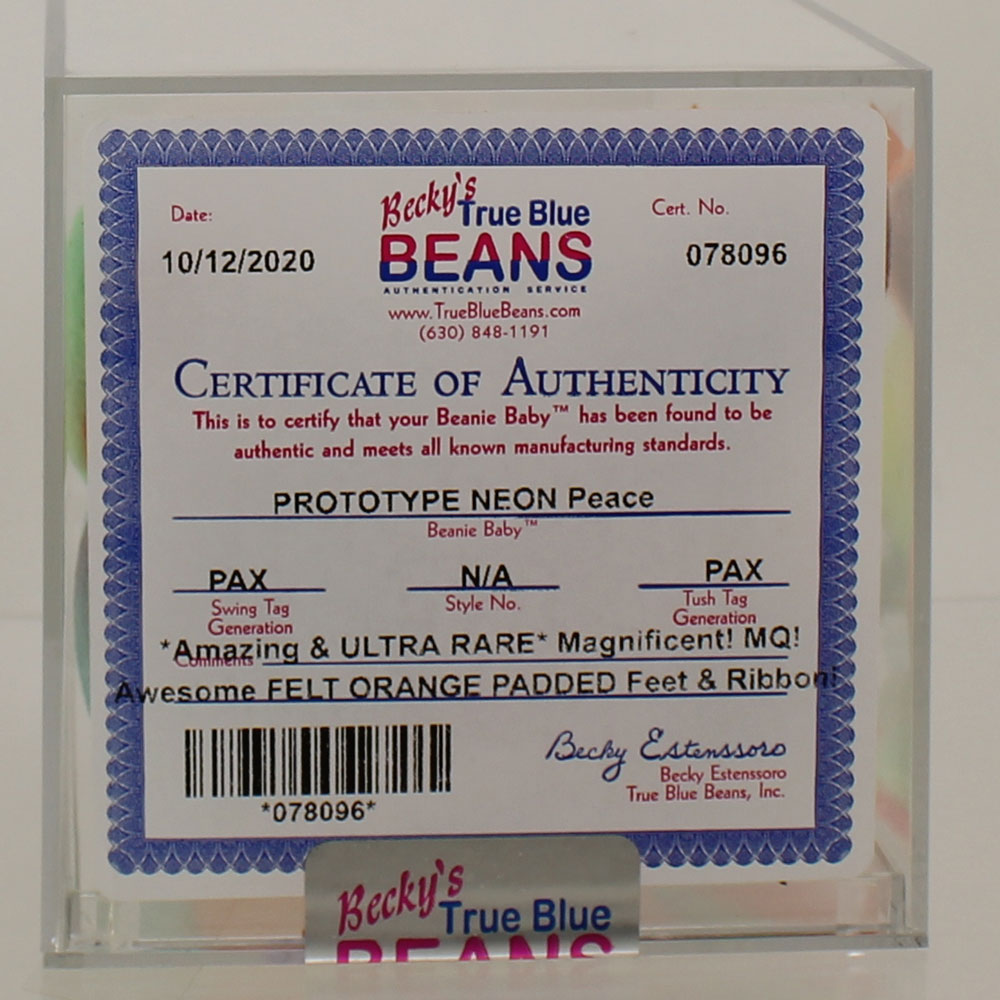 Becky's
Date: True Blue Cert. No.
10/12/2020 BEANS 078096
AUTHENTICATION SERVICE
www.TrueBlueBeans.com
(630) 848-1191
CERTIFICATE OF AUTHENTICITY
This is to certify that your Beanie Baby™ has been found to be
authentic and meets all known manufacturing standards.
PROTOTYPE NEON Peace
Beanie Baby™
PAX N/A PAX
Swing Tag Style No. Tush Tag
Generation Generation
*Amazing & ULTRA RARE* Magnificent! MQ!
Comments
Awesome FELT ORANGE PADDED Feet & Ribbon!
Becky Estenssoro
Becky Estenssoro
True Blue Beans, Inc.
*078096*
Becky's
True Blue
BEANS